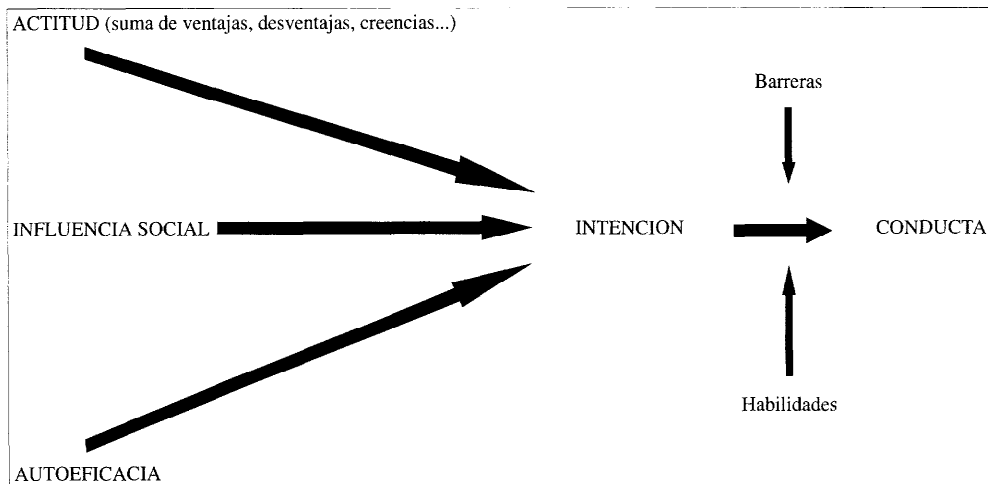 ACTITUD (suma de ventajas, desventajas, creencias...)
Barreras
INFLUENCIA SOCIAL
INTENCION
CONDUCTA
Habilidades
AUTOEFICACIA